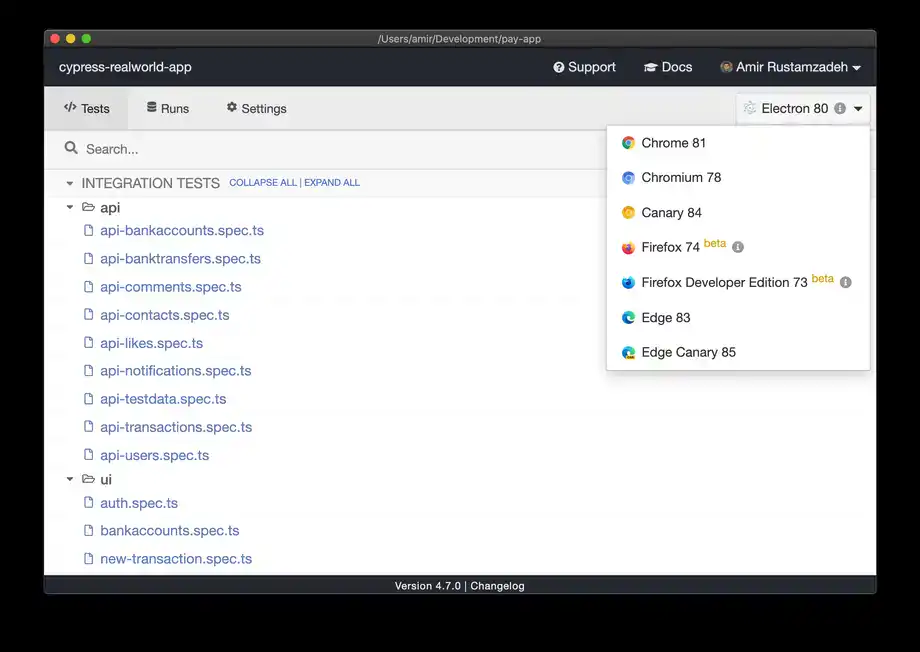 /Users/amir/Development/pay-app
cypress-realworld-app
Support
Docs
Amir Rustamzadeh
Tests
Runs
Settings
Electron 80
Search...
INTEGRATION TESTS COLLAPSE ALL | EXPAND ALL
api
api-bankaccounts.spec.ts
api-banktransfers.spec.ts
api-comments.spec.ts
api-contacts.spec.ts
api-likes.spec.ts
api-notifications.spec.ts
api-testdata.spec.ts
api-transactions.spec.ts
api-users.spec.ts
ui
auth.spec.ts
bankaccounts.spec.ts
new-transaction.spec.ts
Chrome 81
Chromium 78
Canary 84
Firefox 74 beta
Firefox Developer Edition 73 beta
Edge 83
Edge Canary 85
Version 4.7.0 | Changelog